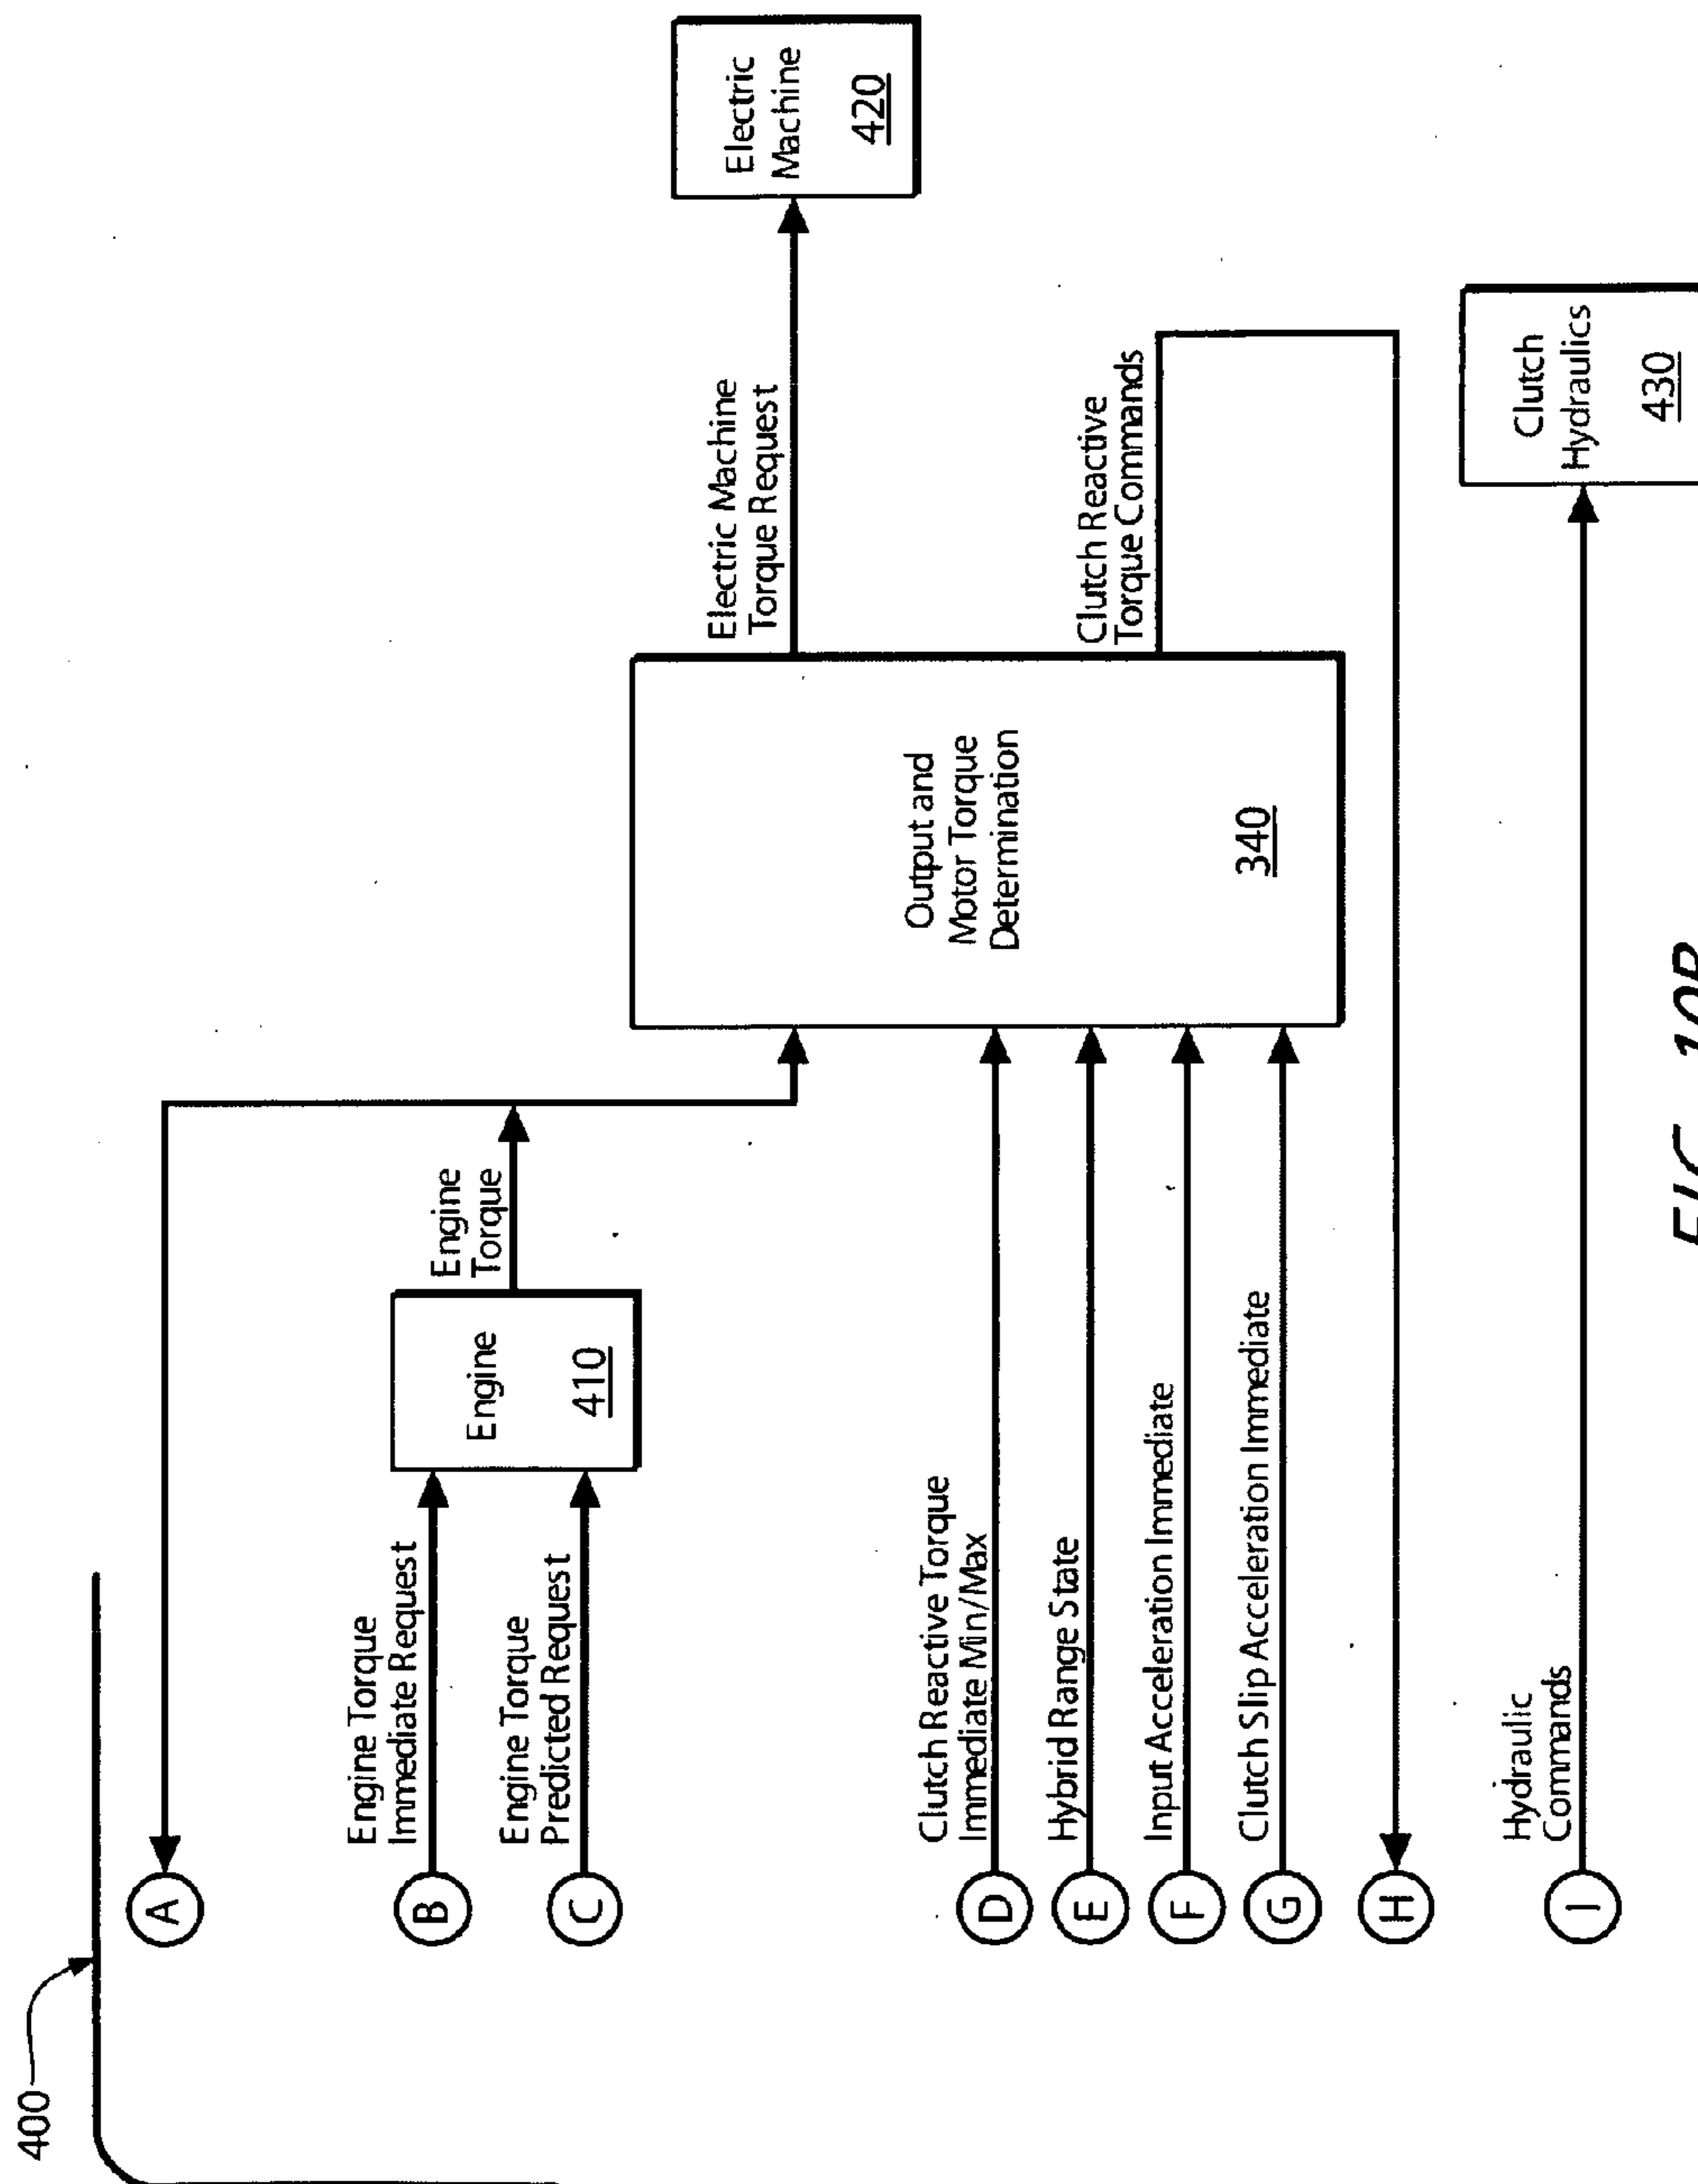 400
A
Engine Torque
Immediate Request
B
Engine Torque
Predicted Request
C
Engine
410
Engine
Torque
Electric Machine
Torque Request
Electric
Machine
420
Clutch Reactive Torque
Immediate Min/Max
D
Hybrid Range State
E
Input Acceleration Immediate
F
Clutch Slip Acceleration Immediate
G
Output and
Motor Torque
Determination
340
Clutch Reactive
Torque Commands
H
Hydraulic
Commands
I
Clutch
Hydraulics
430
FIG. 10B